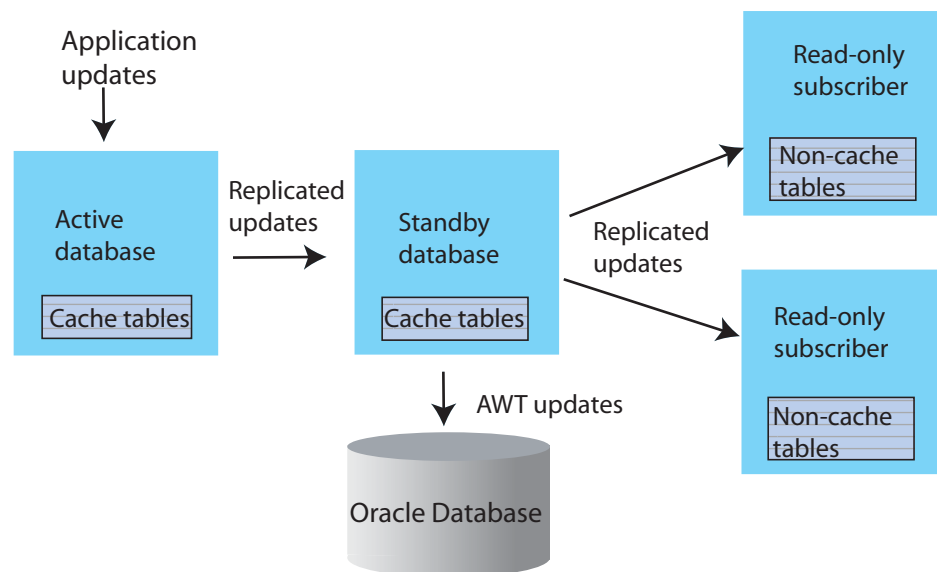 Application
updates
Active
database
Cache tables
Replicated
updates
Standby
database
Cache tables
AWT updates
Oracle Database
Replicated
updates
Read-only
subscriber
Non-cache
tables
Read-only
subscriber
Non-cache
tables